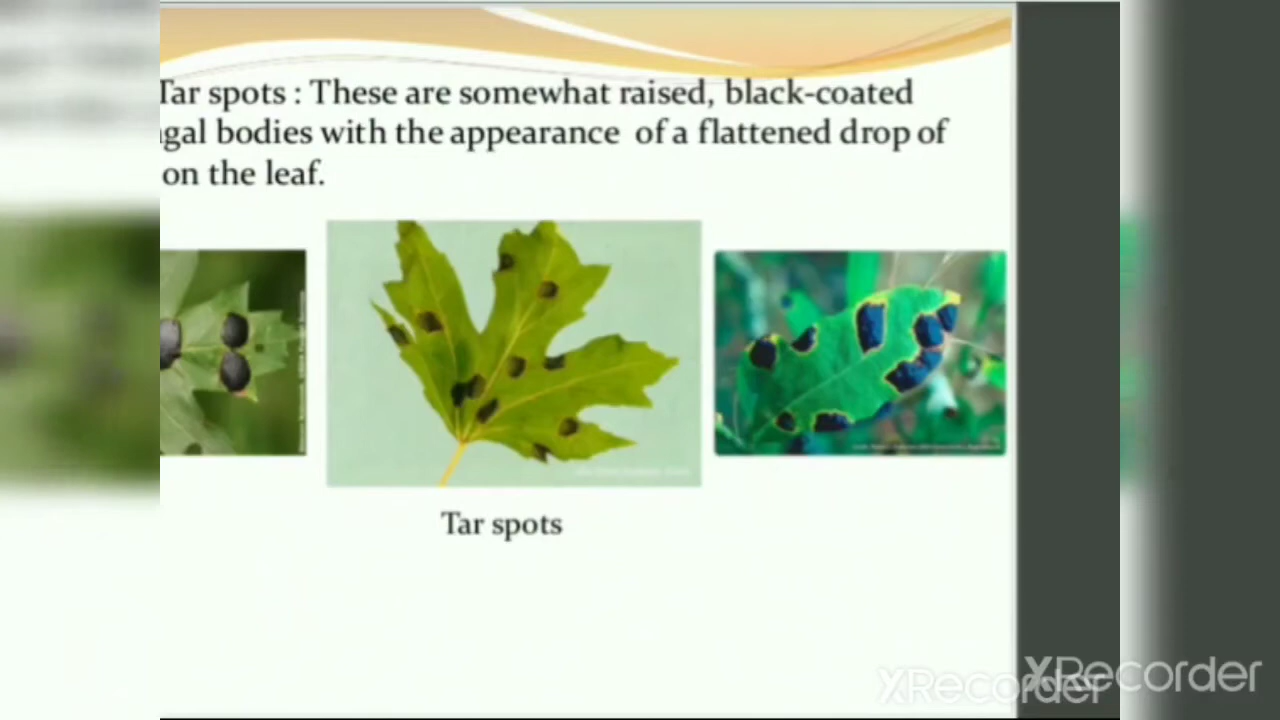 Tar spots : These are somewhat raised, black-coated
gal bodies with the appearance of a flattened drop of
on the leaf.
Tar spots
XRecorder
XRecorder